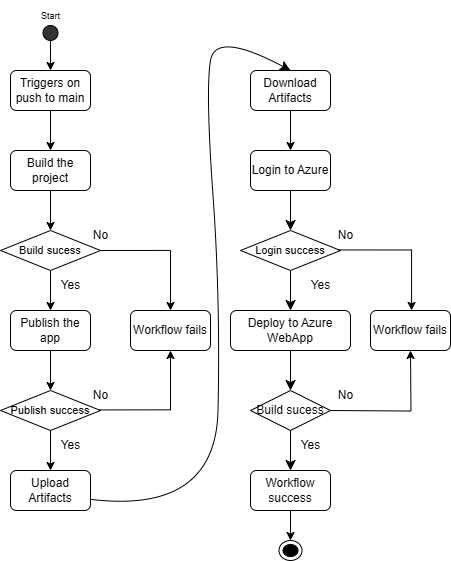 Start
Triggers on
push to main
Build the
project
Build sucess
No
Yes
Publish the
app
Workflow fails
Publish success
No
Yes
Upload
Artifacts
Download
Artifacts
Login to Azure
Login success
No
Yes
Deploy to Azure
WebApp
Workflow fails
Build sucess
No
Yes
Workflow
success